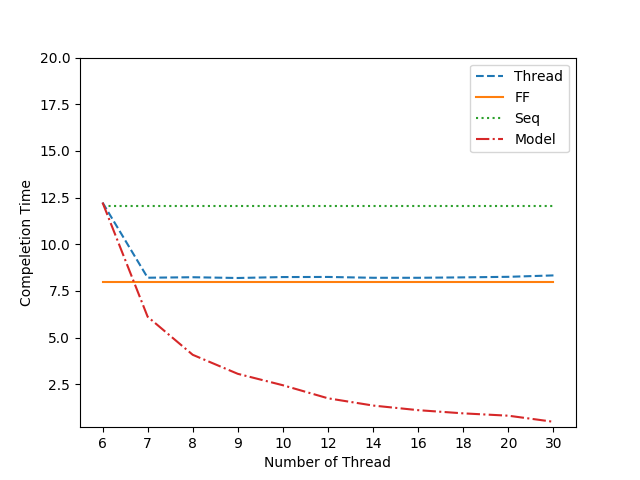 20.0
17.5
15.0
12.5
10.0
7.5
5.0
2.5
Compeletion Time
6 7 8 9 10 12 14 16 18 20 30
Number of Thread
Thread
FF
Seq
Model